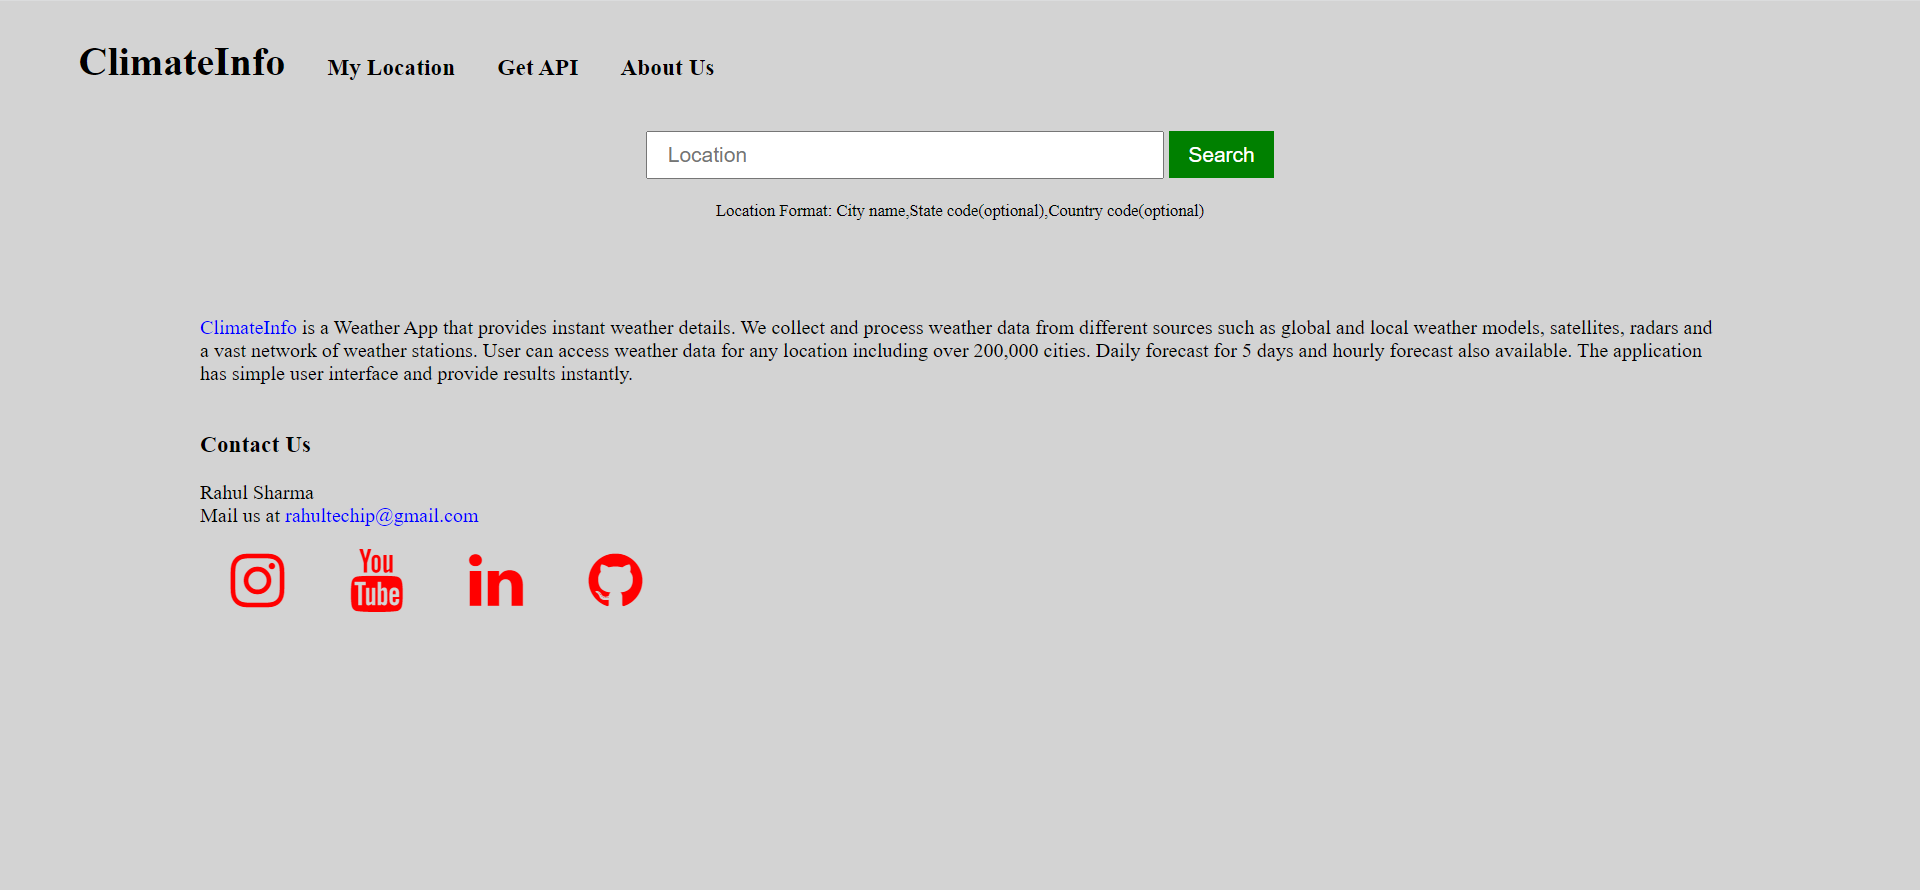 ClimateInfo My Location Get API About Us
Location Search
Location Format: City name,State code(optional),Country code(optional)
ClimateInfo is a Weather App that provides instant weather details. We collect and process weather data from different sources such as global and local weather models, satellites, radars and
a vast network of weather stations. User can access weather data for any location including over 200,000 cities. Daily forecast for 5 days and hourly forecast also available. The application
has simple user interface and provide results instantly.
Contact Us
Rahul Sharma
Mail us at rahultechip@gmail.com
You
Tube
in